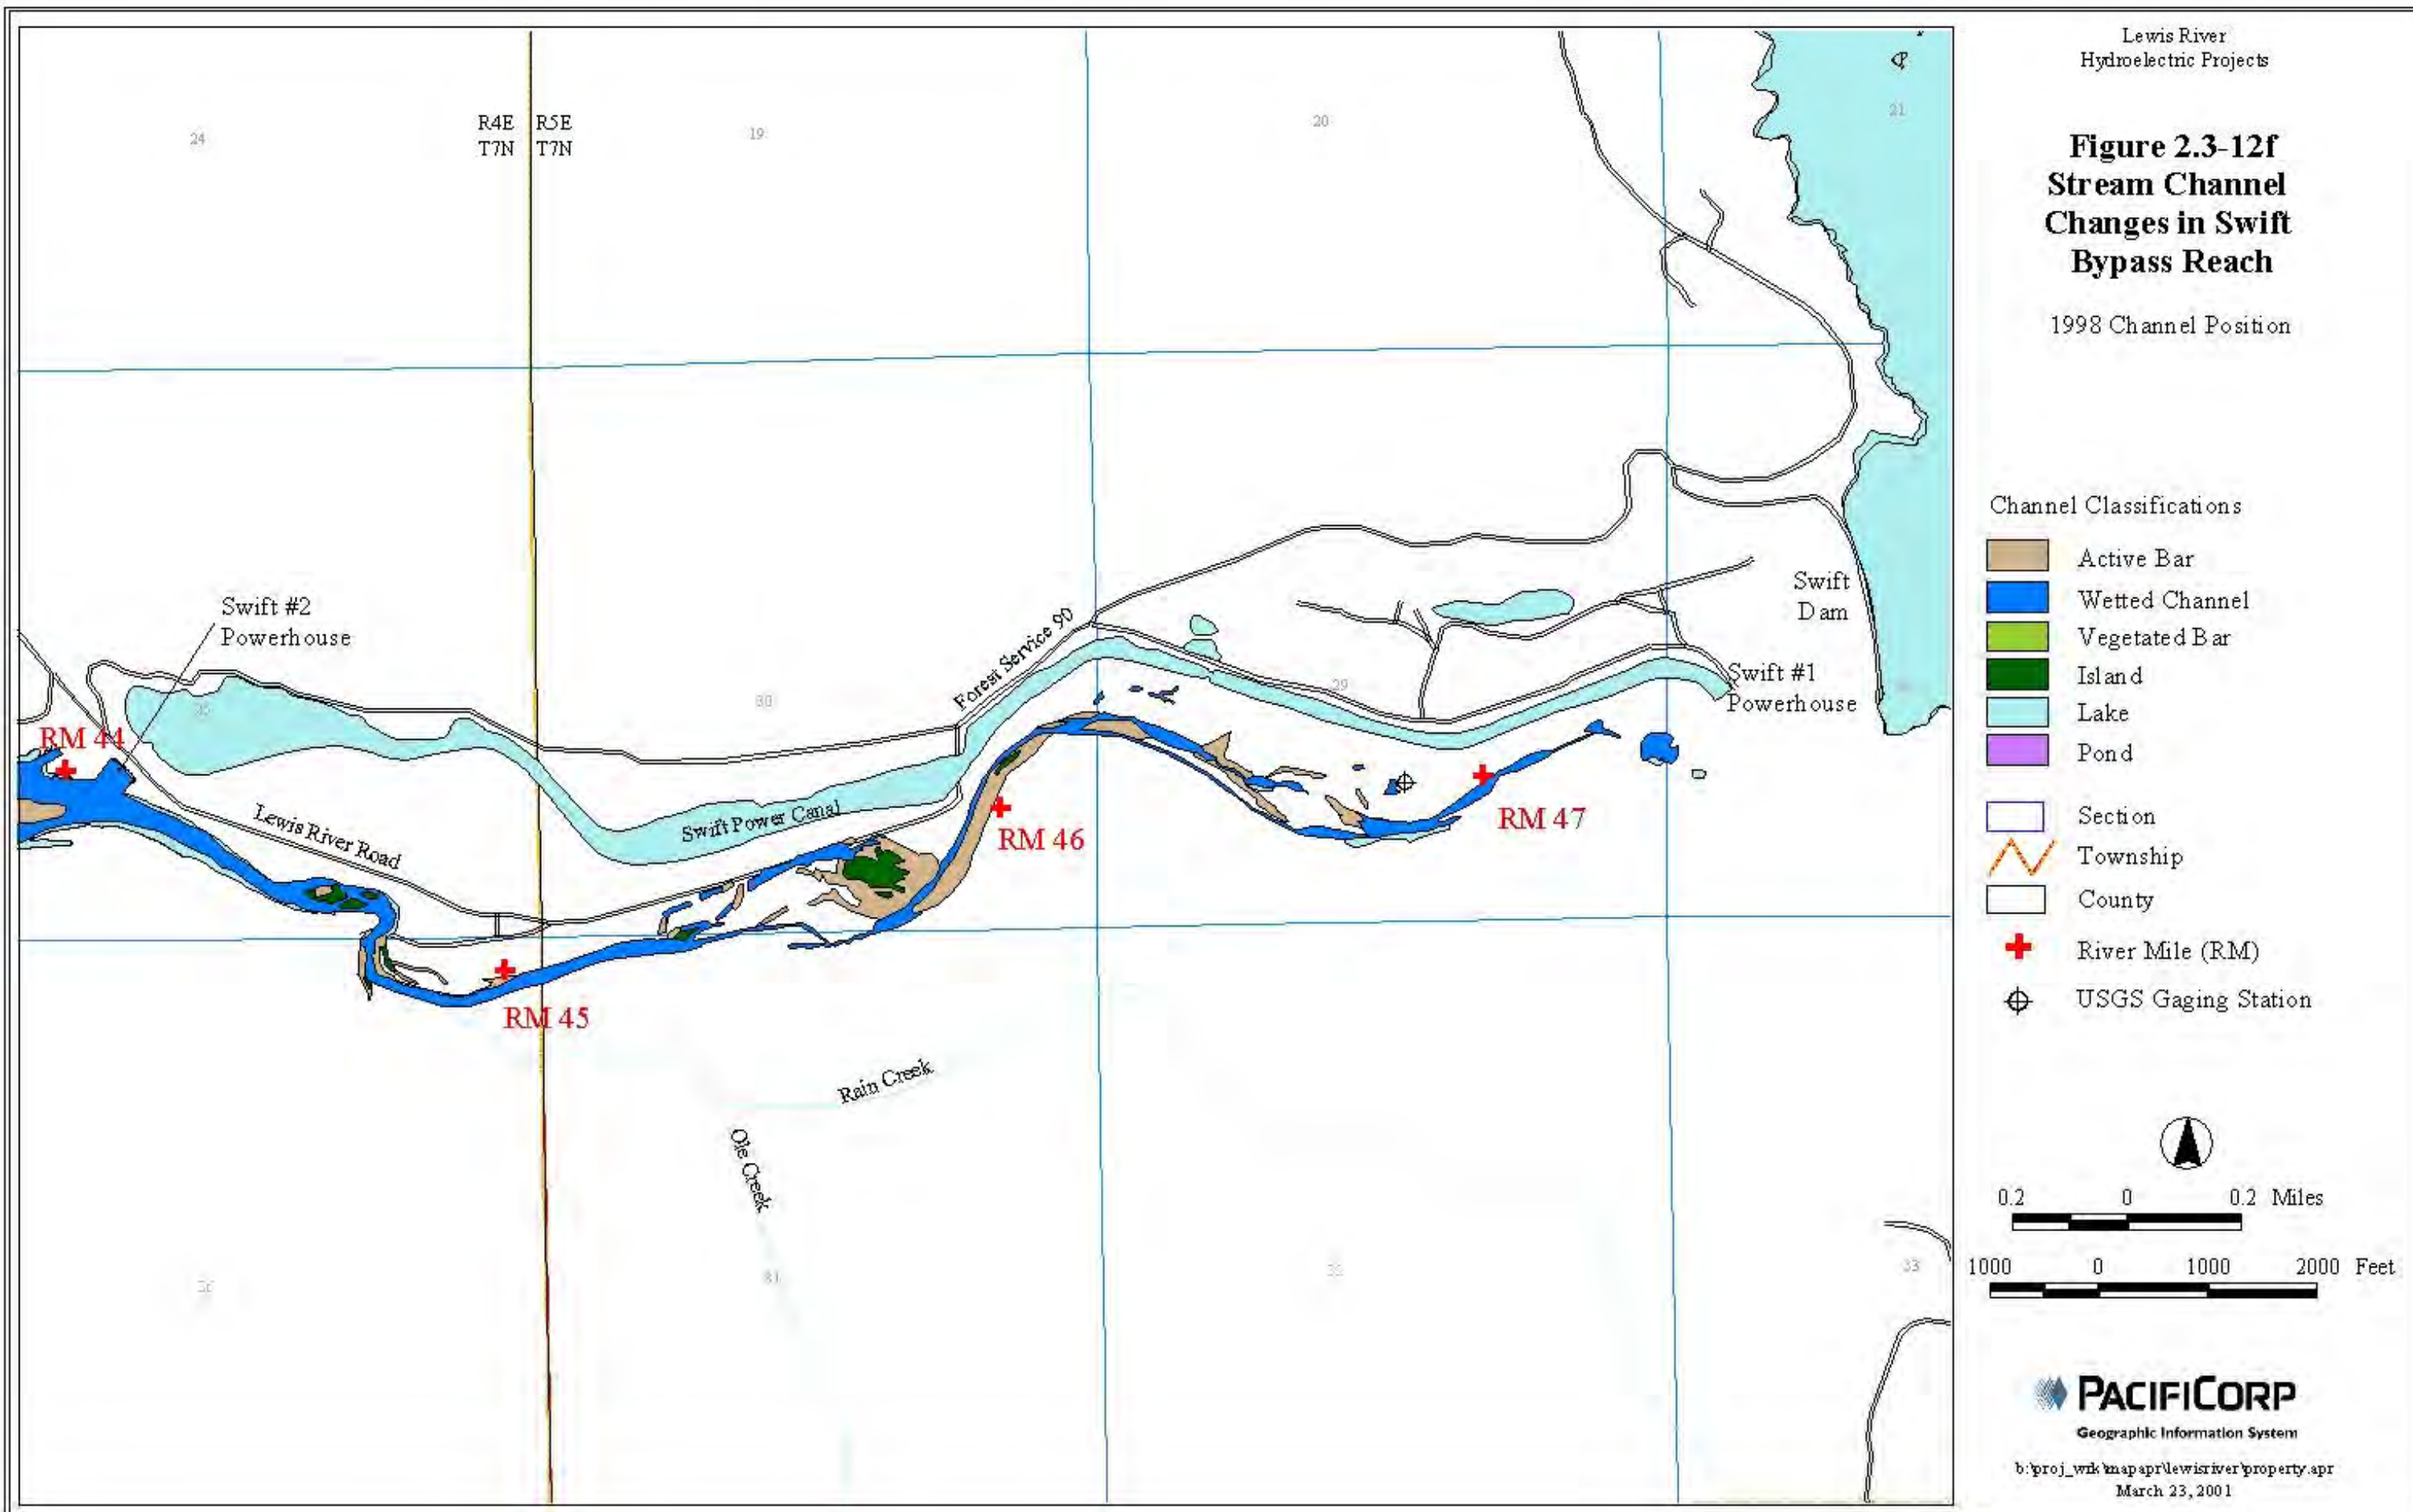 Lewis River
Hydroelectric Projects
Figure 2.3-12f
Stream Channel
Changes in Swift
Bypass Reach
1998 Channel Position
Channel Classifications
Active Bar
Wetted Channel
Vegetated Bar
Island
Lake
Pond
Section
Township
County
River Mile (RM)
USGS Gaging Station
0.2 0 0.2 Miles
1000 0 1000 2000 Feet
PACIFICORP
Geographic Information System
b:\proj_wrk\mapapr\lewisriver\property.apr
March 23, 2001
24
R4E R5E
T7N T7N
19
20
21
Swift #2
Powerhouse
Forest Service 90
Swift
Dam
Swift #1
Powerhouse
30
29
RM 44
Lewis River Road
Swift Power Canal
RM 46
RM 47
RM 45
Rain Creek
Ole Creek
31
33